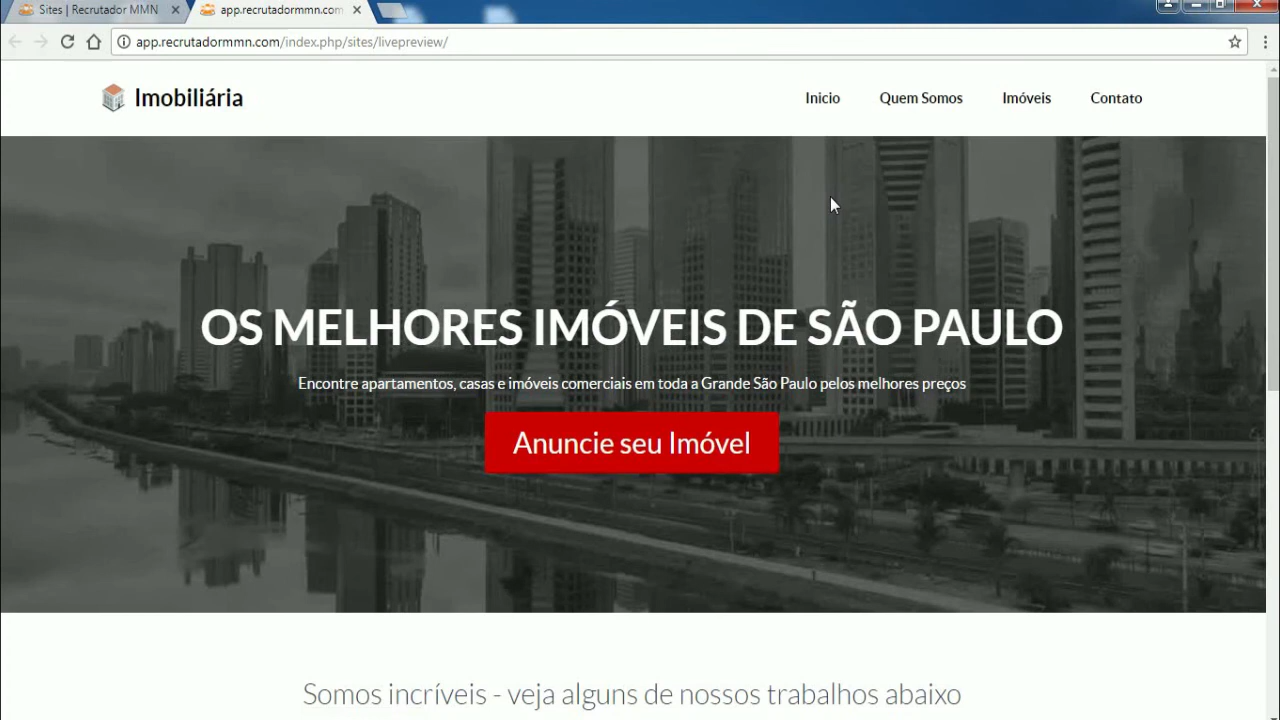 Sites | Recrutador MMN
app.recrutadormmn.com
app.recrutadormmn.com/index.php/sites/livepreview/
Imobiliária
Inicio
Quem Somos
Imóveis
Contato
OS MELHORES IMÓVEIS DE SÃO PAULO
Encontre apartamentos, casas e imóveis comerciais em toda a Grande São Paulo pelos melhores preços
Anuncie seu Imóvel
Somos incríveis - veja alguns de nossos trabalhos abaixo